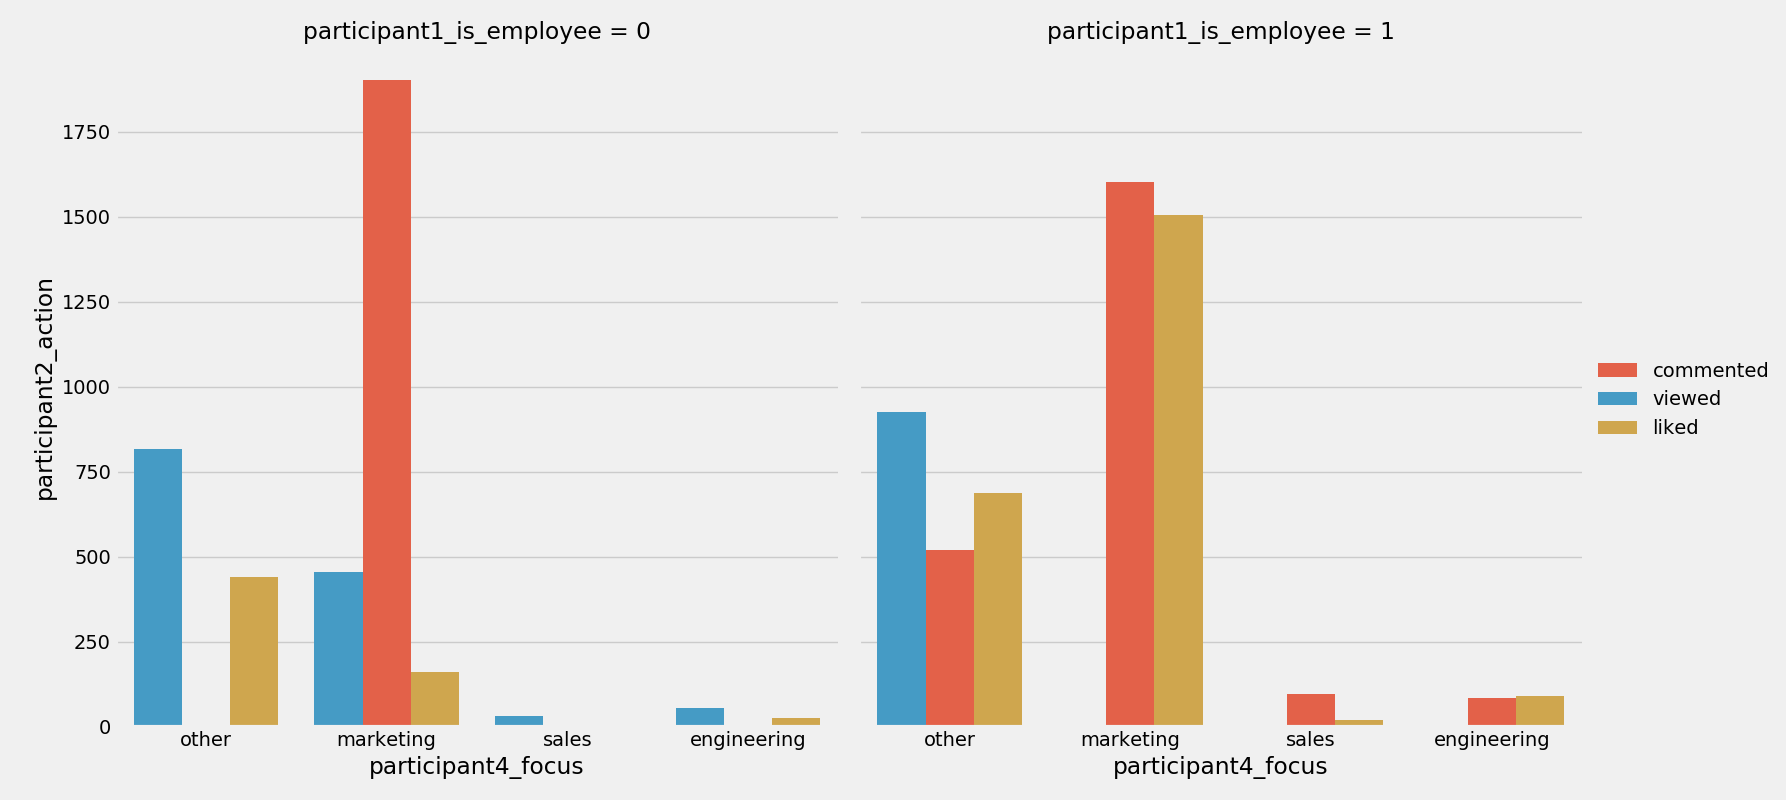 participant1_is_employee = 0
participant1_is_employee = 1
participant2_action
1750
1500
1250
1000
750
500
250
0
other marketing sales engineering
other marketing sales engineering
participant4_focus
participant4_focus
commented
viewed
liked